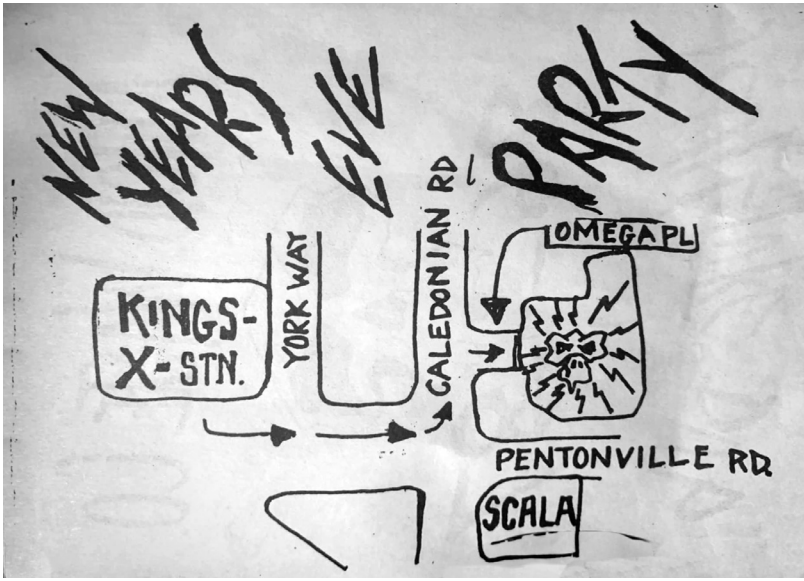 NEW YEARS EVE PARTY
OMEGA PL
CALEDONIAN RD
YORK WAY
KINGS-
X-STN.
PENTONVILLE RD.
SCALA